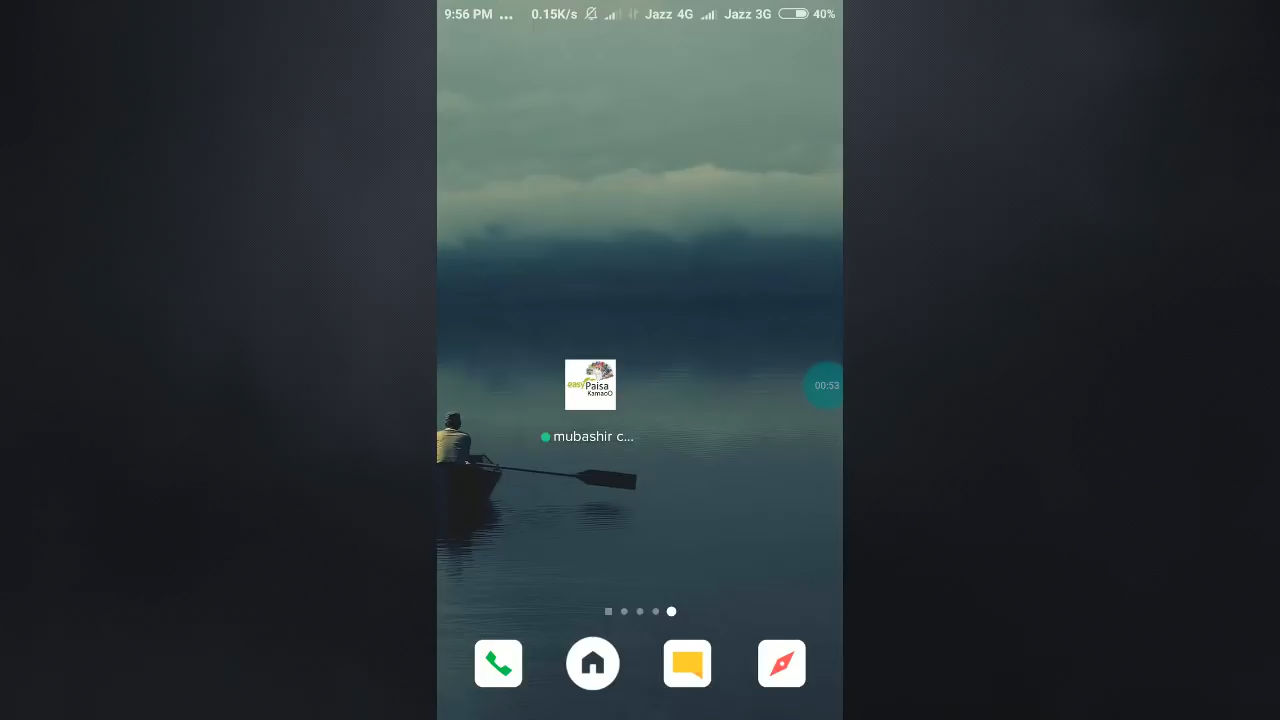 9:56 PM ... 0.15K/s Jazz 4G Jazz 3G 40%
easy Paisa
KamaoO
00:53
mubashir c...